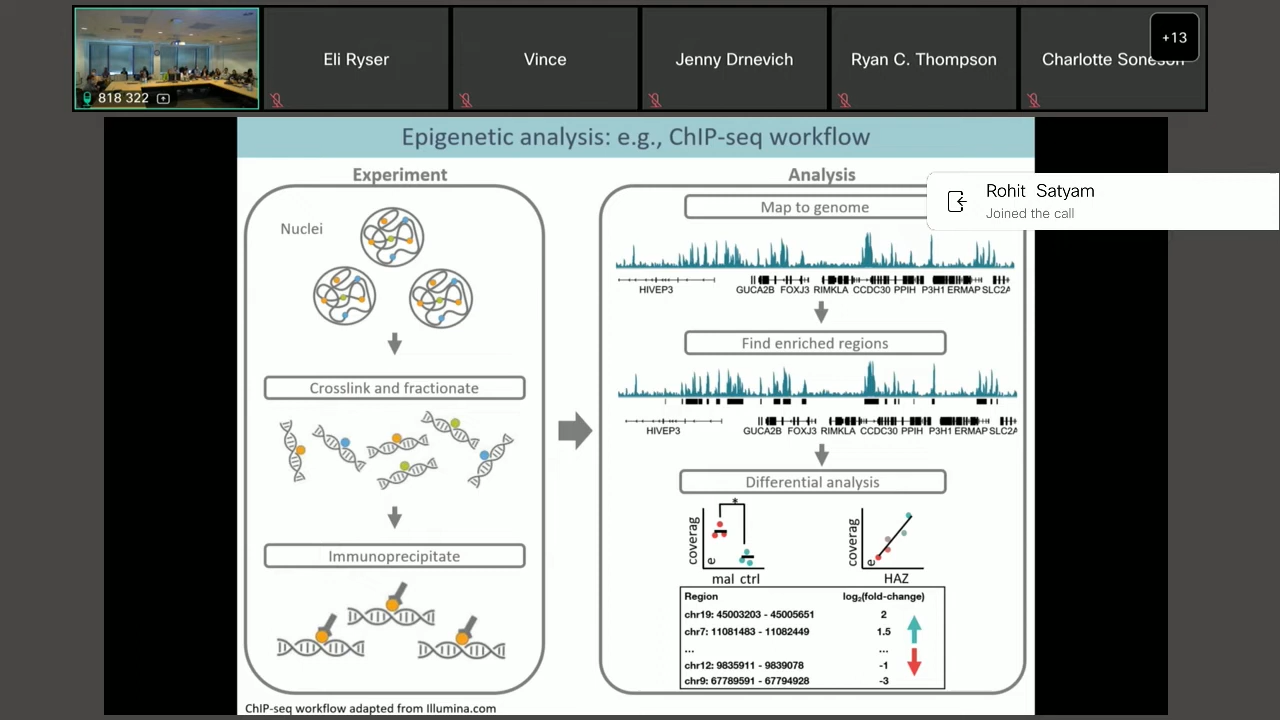 818 322
Eli Ryser
Vince
Jenny Drnevich
Ryan C. Thompson
Charlotte Soneson
+13
Epigenetic analysis: e.g., ChIP-seq workflow
Experiment
Nuclei
Crosslink and fractionate
Immunoprecipitate
ChIP-seq workflow adapted from Illumina.com
Analysis
Rohit Satyam
Joined the call
Map to genome
HIVEP3 GUCA2B FOXJ3 RIMKLA CCDC30 PPIH P3H1 ERMAP SLC2A
Find enriched regions
HIVEP3 GUCA2B FOXJ3 RIMKLA CCDC30 PPIH P3H1 ERMAP SLC2A
Differential analysis
*
coverag
e
mal ctrl
coverag
e
HAZ
Region log₂(fold-change)
chr19: 45003203 - 45005651 2
chr7: 11081483 - 11082449 1.5
... ...
chr12: 9835911 - 9839078 -1
chr9: 67789591 - 67794928 -3